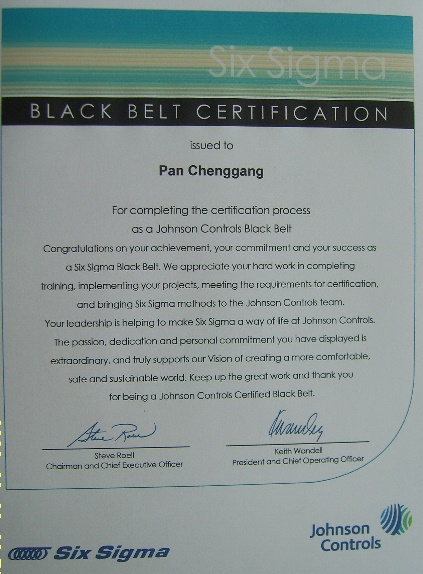 Six Sigma
BLACK BELT CERTIFICATION
issued to
Pan Chenggang
For completing the certification process
as a Johnson Controls Black Belt
Congratulations on your achievement, your commitment and your success as
a Six Sigma Black Belt. We appreciate your hard work in completing
training, implementing your projects, meeting the requirements for certification,
and bringing Six Sigma methods to the Johnson Controls team.
Your leadership is helping to make Six Sigma a way of life at Johnson Controls.
The passion, dedication and personal commitment you have displayed is
extraordinary, and truly supports our Vision of creating a more comfortable,
safe and sustainable world. Keep up the great work and thank you
for being a Johnson Controls Certified Black Belt.
Steve Roell
Chairman and Chief Executive Officer
Keith Wandell
President and Chief Operating Officer
Six Sigma
Johnson
Controls